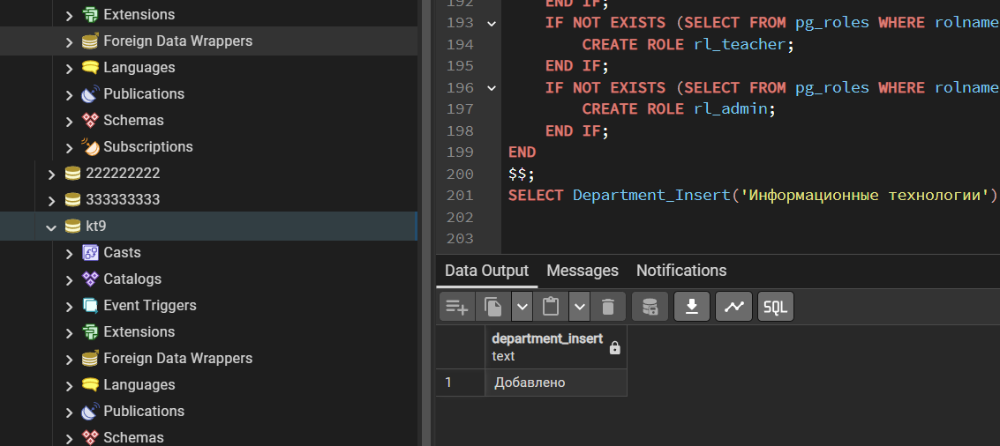 Extensions
Foreign Data Wrappers
Languages
Publications
Schemas
Subscriptions
222222222
333333333
kt9
Casts
Catalogs
Event Triggers
Extensions
Foreign Data Wrappers
Languages
Publications
Schemas
192 END IF;
193 IF NOT EXISTS (SELECT FROM pg_roles WHERE rolname
194 CREATE ROLE rl_teacher;
195 END IF;
196 IF NOT EXISTS (SELECT FROM pg_roles WHERE rolname
197 CREATE ROLE rl_admin;
198 END IF;
199 END
200 $$;
201 SELECT Department_Insert('Информационные технологии')
202
203
Data Output Messages Notifications
SQL
department_insert
text
1 Добавлено